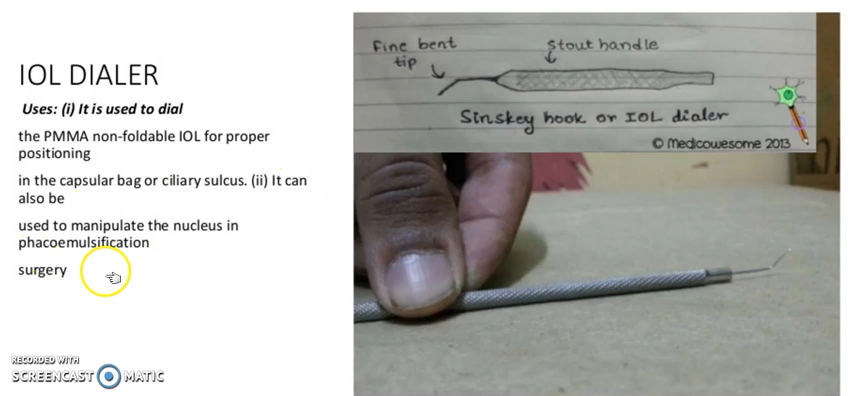 IOL DIALER
Uses: (i) It is used to dial
the PMMA non-foldable IOL for proper
positioning
in the capsular bag or ciliary sulcus. (ii) It can
also be
used to manipulate the nucleus in
phacoemulsification
surgery
Fine bent
tip
stout handle
Sinskey hook or IOL dialer
© Medicowesome 2013
RECORDED WITH
SCREENCAST MATIC